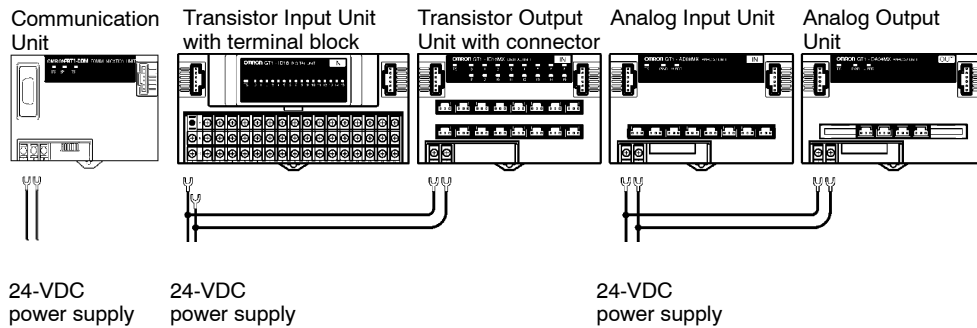 Communication
Unit
Transistor Input Unit
with terminal block
Transistor Output
Unit with connector
Analog Input Unit
Analog Output
Unit
OMRON
OMRON
IN
OMRON
IN
OMRON
IN
OMRON
OUT
24-VDC
power supply
24-VDC
power supply
24-VDC
power supply